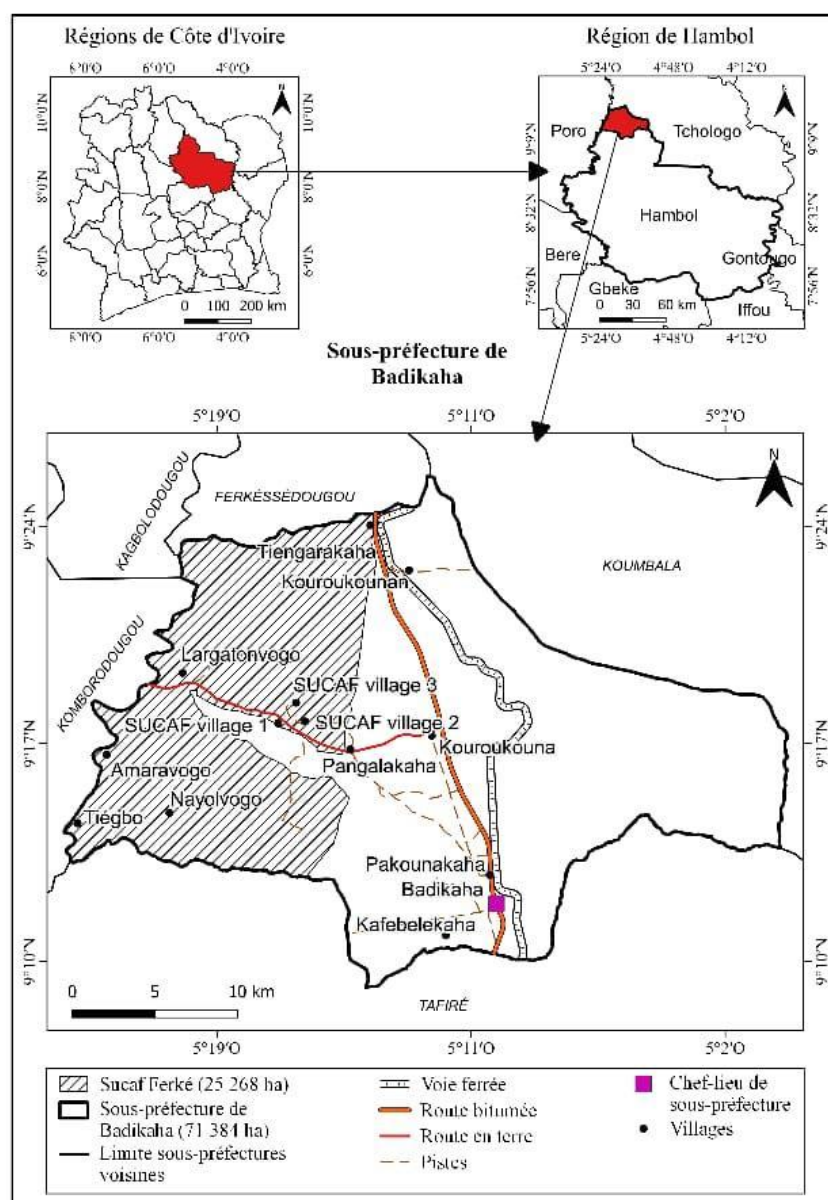 Régions de Côte d'Ivoire
8°0'O 6°0'O 4°0'O
N
10°0'N
8°0'N
6°0'N
10°0'N
8°0'N
6°0'N
0 100 200 km
8°0'O 6°0'O 4°0'O
Région de Hambol
5°24'O 4°48'O 4°12'O
N
Poro
Tchologo
Hambol
Bere
Gontougo
Gbeke
Iffou
9°9'N
8°32'N
7°56'N
9°9'N
8°32'N
7°56'N
0 30 60 km
5°24'O 4°48'O 4°12'O
Sous-préfecture de
Badikaha
5°19'O 5°11'O 5°2'O
N
9°24'N
9°17'N
9°10'N
9°24'N
9°17'N
9°10'N
KAGBOLODOUGOU
FERKÉSSÉDOUGOU
KOUMBALA
KOMBORODOUGOU
Tiengarakaha
Kouroukounan
Largatonvogo
SUCAF village 3
SUCAF village 1
SUCAF village 2
Kouroukouna
Pangalakaha
Amaravogo
Nayolvogo
Tiégbo
Pakounakaha
Badikaha
Kafebelekaha
0 5 10 km
TAFIRÉ
5°19'O 5°11'O 5°2'O
Sucaf Ferké (25 268 ha)
Sous-préfecture de
Badikaha (71 384 ha)
Limite sous-préfectures
voisines
Voie ferrée
Route bitumée
Route en terre
Pistes
Chef-lieu de
sous-préfecture
Villages